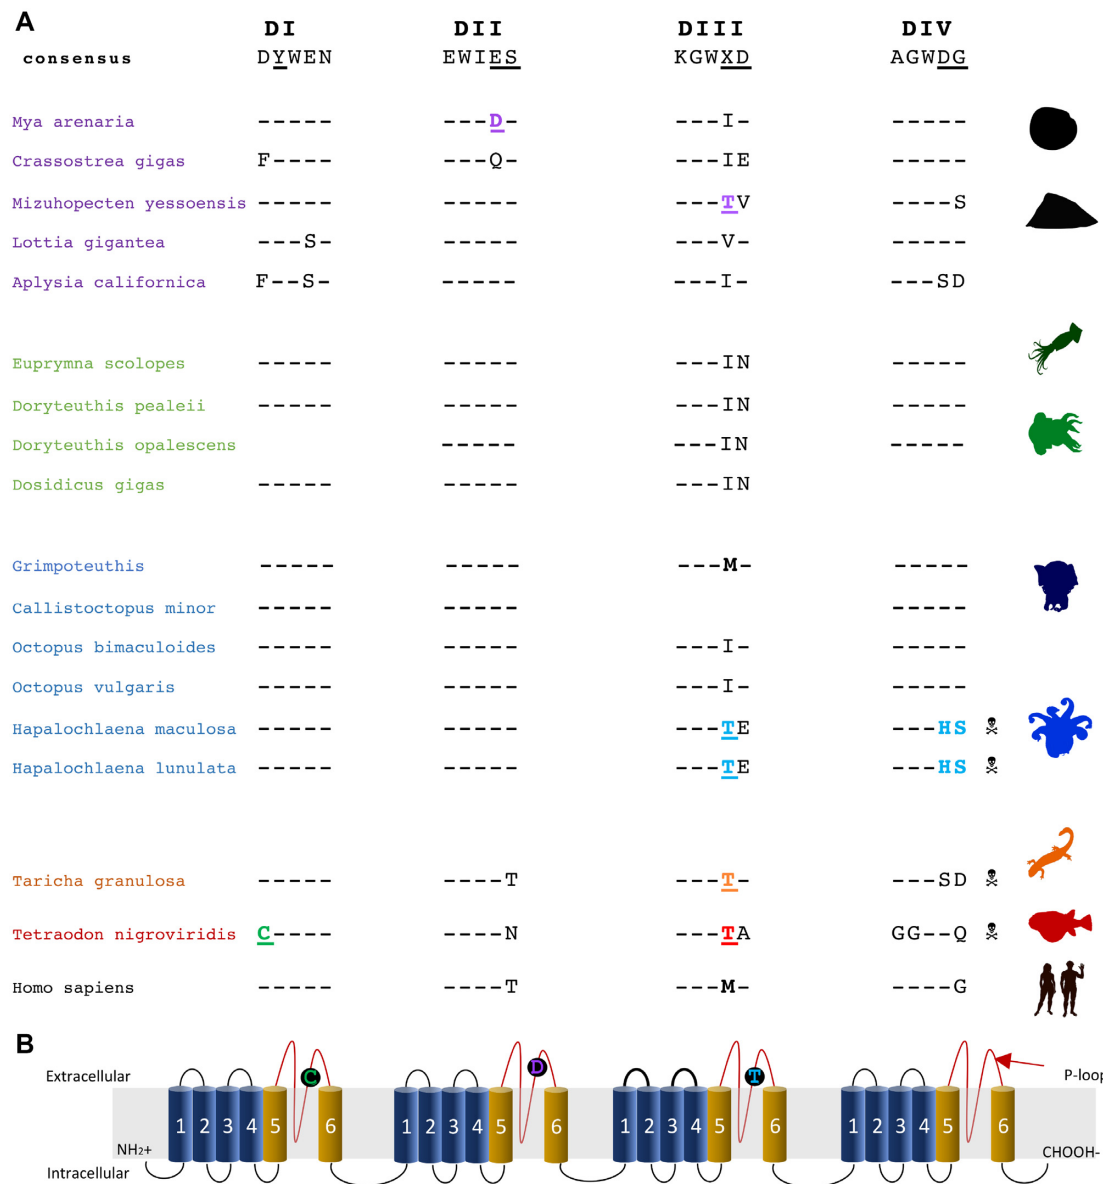 A
DI DII DIII DIV
consensus DYWEN EWIES KGWXD AGWDG
Mya arenaria ----- ---D- ---I- -----
Crassostrea gigas F---- ---Q- ---IE -----
Mizuhopecten yessoensis ----- ----- ---TV ----S
Lottia gigantea ---S- ----- ---V- -----
Aplysia californica F--S- ----- ---I- ---SD
Euprymna scolopes ----- ----- ---IN -----
Doryteuthis pealeii ----- ----- ---IN -----
Doryteuthis opalescens ----- ---IN -----
Dosidicus gigas ----- ----- ---IN
Grimpoteuthis ----- ----- ---M- -----
Callistoctopus minor ----- ----- -----
Octopus bimaculoides ----- ----- ---I- -----
Octopus vulgaris ----- ----- ---I- -----
Hapalochlaena maculosa ----- ----- ---TE ---HS
Hapalochlaena lunulata ----- ----- ---TE ---HS
Taricha granulosa ----- ----T ---T- ---SD
Tetraodon nigroviridis C---- ----N ---TA GG--Q
Homo sapiens ----- ----T ---M- ----G
B
Extracellular C D T P-loop
1 2 3 4 5 6 1 2 3 4 5 6 1 2 3 4 5 6 1 2 3 4 5 6
NH2+ CHOOH-
Intracellular